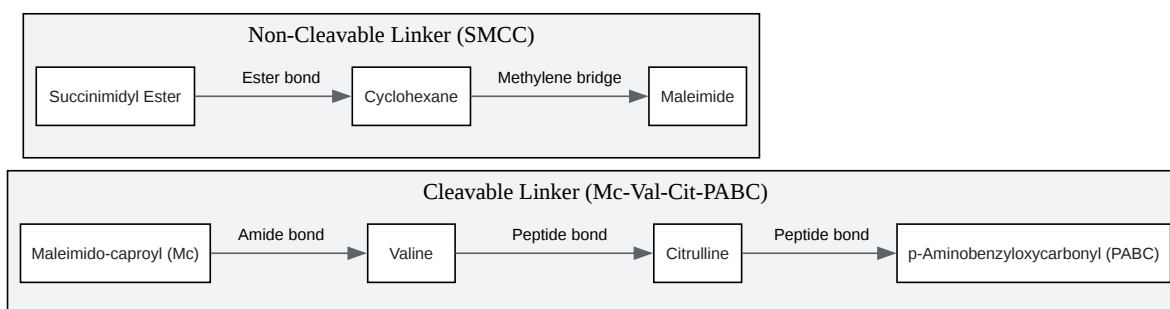 Non-Cleavable Linker (SMCC)
Succinimidyl Ester
Ester bond
Cyclohexane
Methylene bridge
Maleimide
Cleavable Linker (Mc-Val-Cit-PABC)
Maleimido-caproyl (Mc)
Amide bond
Valine
Peptide bond
Citrulline
Peptide bond
p-Aminobenzyloxycarbonyl (PABC)